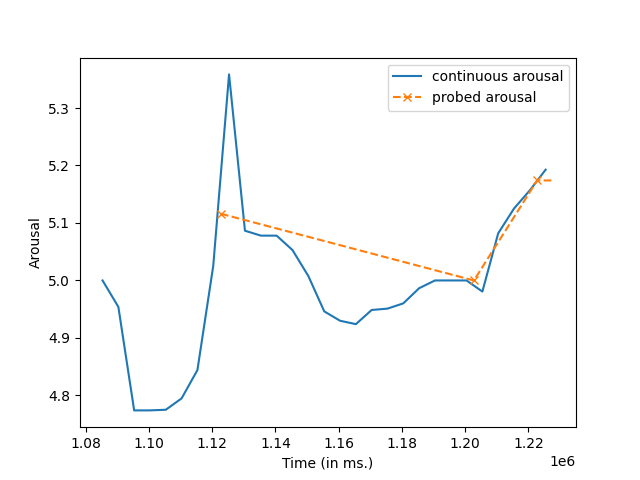 continuous arousal
probed arousal
5.3
5.2
5.1
5.0
4.9
4.8
Arousal
1.08 1.10 1.12 1.14 1.16 1.18 1.20 1.22
1e6
Time (in ms.)